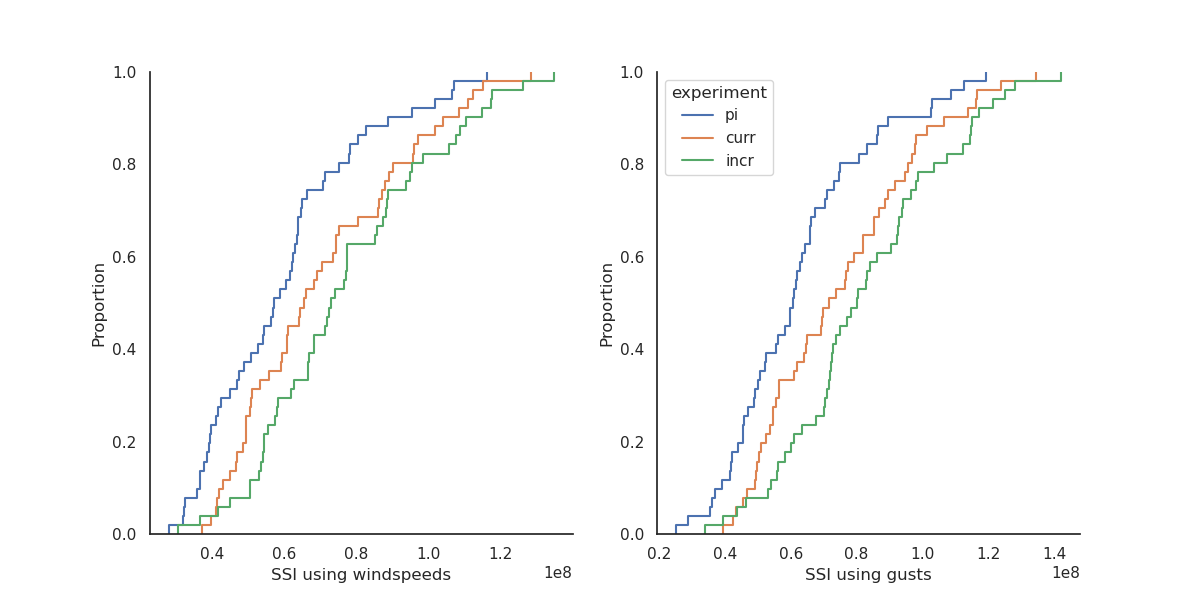 1.0
0.8
0.6
0.4
0.2
0.0
Proportion
0.4 0.6 0.8 1.0 1.2
SSI using windspeeds
1e8
1.0
0.8
0.6
0.4
0.2
0.0
Proportion
experiment
pi
curr
incr
0.2 0.4 0.6 0.8 1.0 1.2 1.4
SSI using gusts
1e8